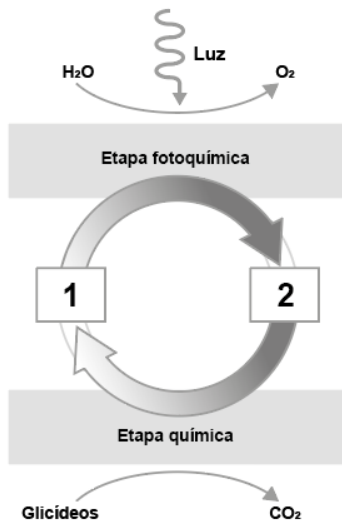 Luz
H₂O
O₂
Etapa fotoquímica
1
2
Etapa química
Glicídeos
CO₂